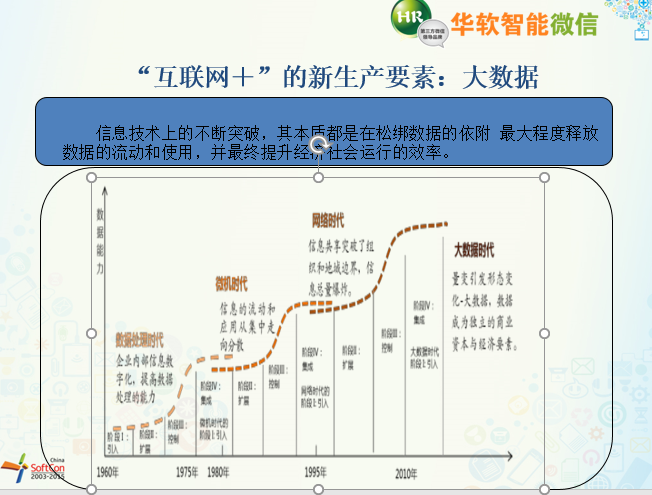 HR
第三方微信
领导品牌
华软智能微信
“互联网＋”的新生产要素：大数据
信息技术上的不断突破，其本质都是在松绑数据的依附 最大程度释放
数据的流动和使用，并最终提升经济社会运行的效率。
数据能力
网络时代
信息共享突破了组
织和地域边界，信
息总量爆炸。
大数据时代
量变引发形态变
化-大数据，数据
成为独立的商业
资本与经济要素。
微机时代
信息的流动和
应用从集中走
向分散
数据处理时代
企业内部信息数
字化，提高数据
处理的能力
阶段Ⅰ：
引入
阶段Ⅱ：
扩展
阶段Ⅲ：
控制
阶段Ⅳ：
集成
微机时代的
阶段Ⅰ：引入
阶段Ⅱ：
扩展
阶段Ⅲ：
控制
阶段Ⅳ：
集成
网络时代的
阶段Ⅰ：引入
阶段Ⅱ：
扩展
阶段Ⅲ：
控制
阶段Ⅳ：
集成
大数据时代
阶段Ⅰ：引入
1960年
1975年
1980年
1995年
2010年
China
SoftCon
2003-2015